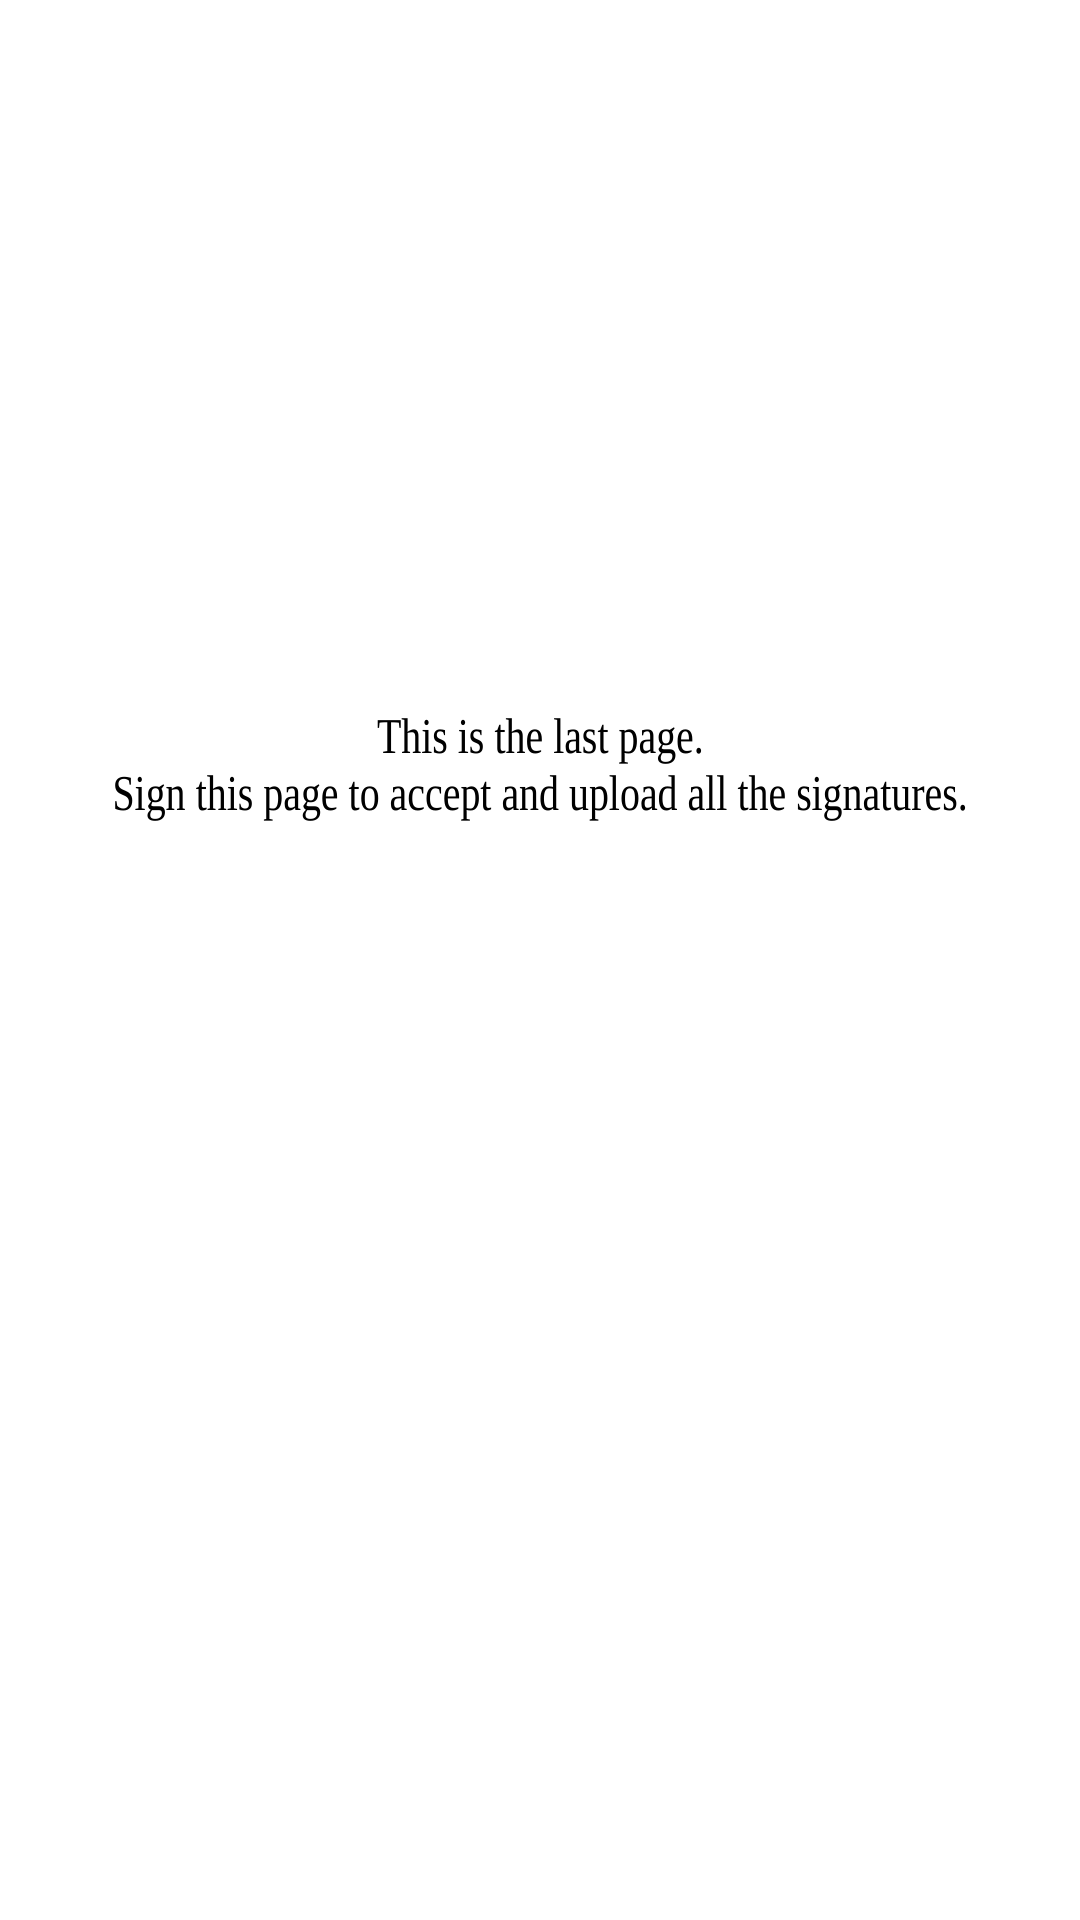 This is the last page.
Sign this page to accept and upload all the signatures.